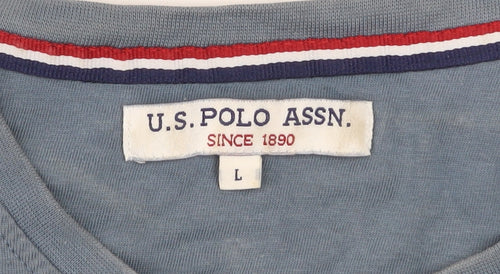 U.S. POLO ASSN.
SINCE 1890
L